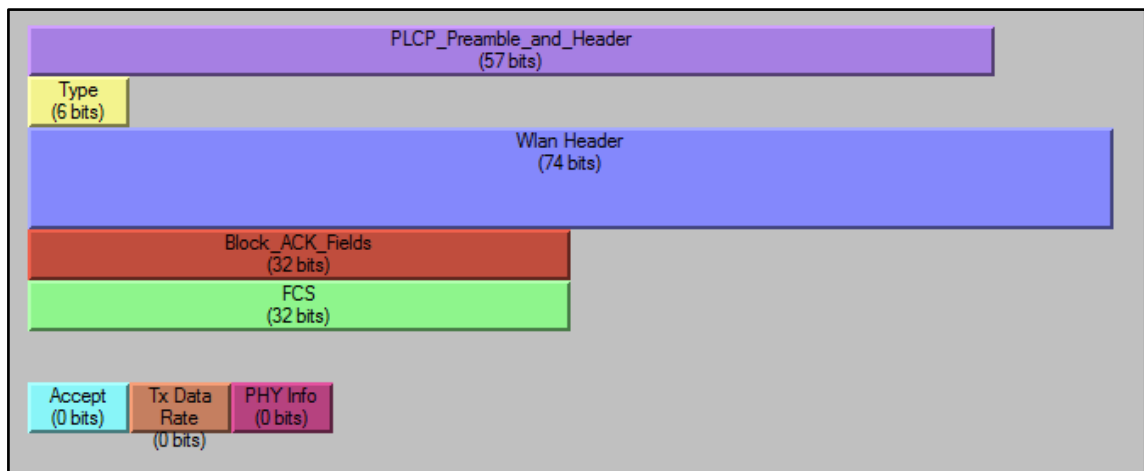 PLCP_Preamble_and_Header
(57 bits)
Type
(6 bits)
Wlan Header
(74 bits)
Block_ACK_Fields
(32 bits)
FCS
(32 bits)
Accept
(0 bits)
Tx Data
Rate
(0 bits)
PHY Info
(0 bits)